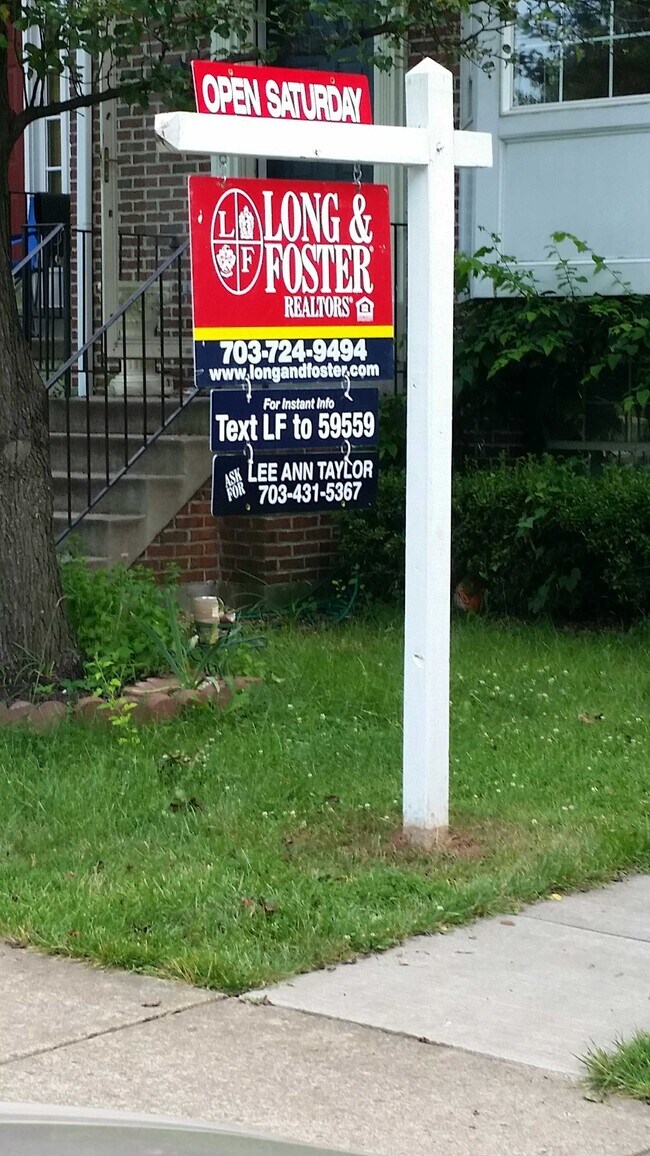 OPEN SATURDAY
L
F
LONG &
FOSTER®
REALTORS®
703-724-9494
www.longandfoster.com
For Instant Info
Text LF to 59559
ASK
FOR
LEE ANN TAYLOR
703-431-5367